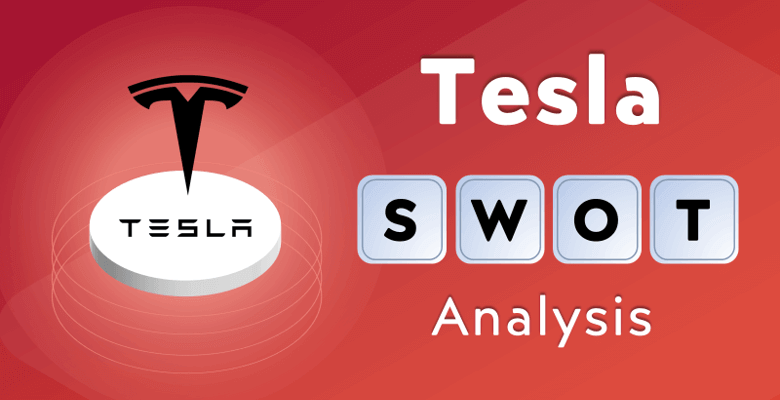 TESLA
Tesla
S W O T
Analysis